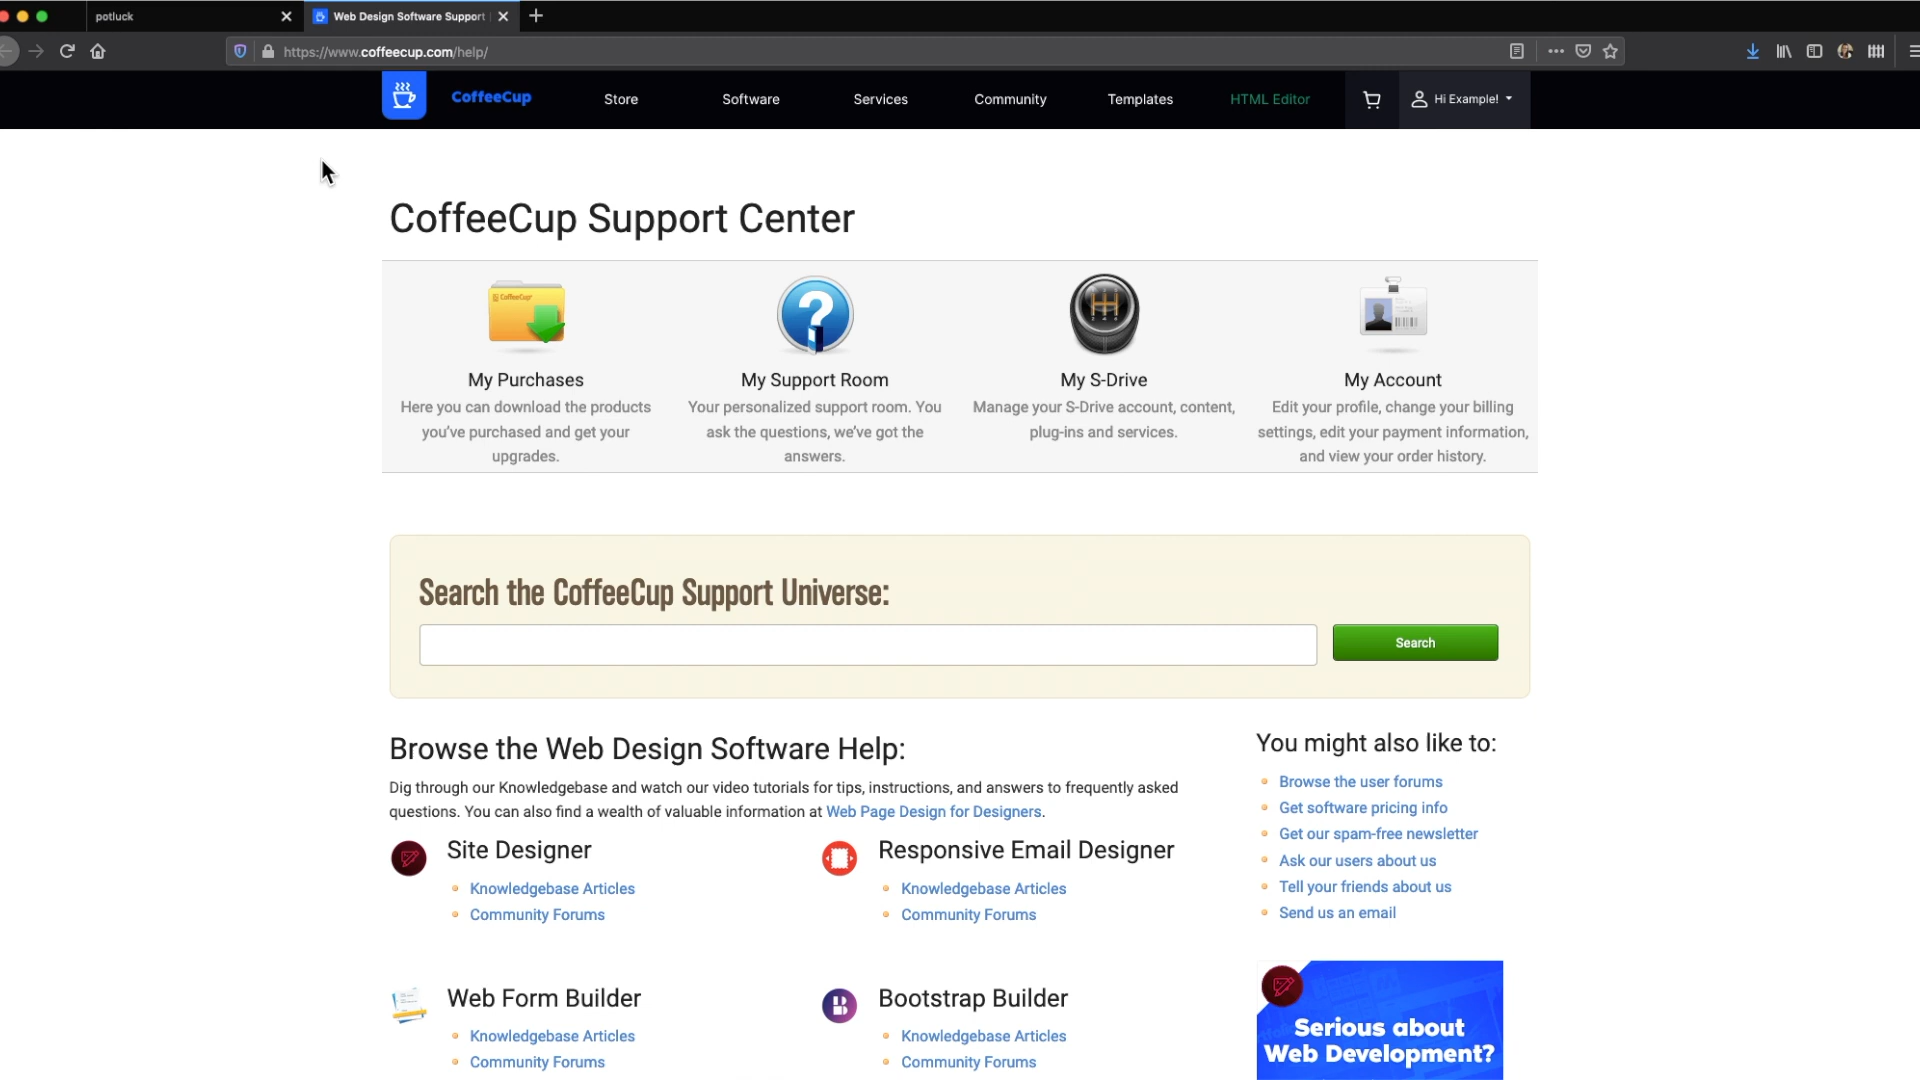 potluck
Web Design Software Support
https://www.coffeecup.com/help/
CoffeeCup
Store
Software
Services
Community
Templates
HTML Editor
Hi Example!
CoffeeCup Support Center
CoffeeCup
My Purchases
Here you can download the products
you've purchased and get your
upgrades.
My Support Room
Your personalized support room. You
ask the questions, we've got the
answers.
My S-Drive
Manage your S-Drive account, content,
plug-ins and services.
My Account
Edit your profile, change your billing
settings, edit your payment information,
and view your order history.
Search the CoffeeCup Support Universe:
Search
Browse the Web Design Software Help:
Dig through our Knowledgebase and watch our video tutorials for tips, instructions, and answers to frequently asked
questions. You can also find a wealth of valuable information at Web Page Design for Designers.
Site Designer
Knowledgebase Articles
Community Forums
Responsive Email Designer
Knowledgebase Articles
Community Forums
Web Form Builder
Knowledgebase Articles
Community Forums
Bootstrap Builder
Knowledgebase Articles
Community Forums
You might also like to:
Browse the user forums
Get software pricing info
Get our spam-free newsletter
Ask our users about us
Tell your friends about us
Send us an email
Serious about
Web Development?